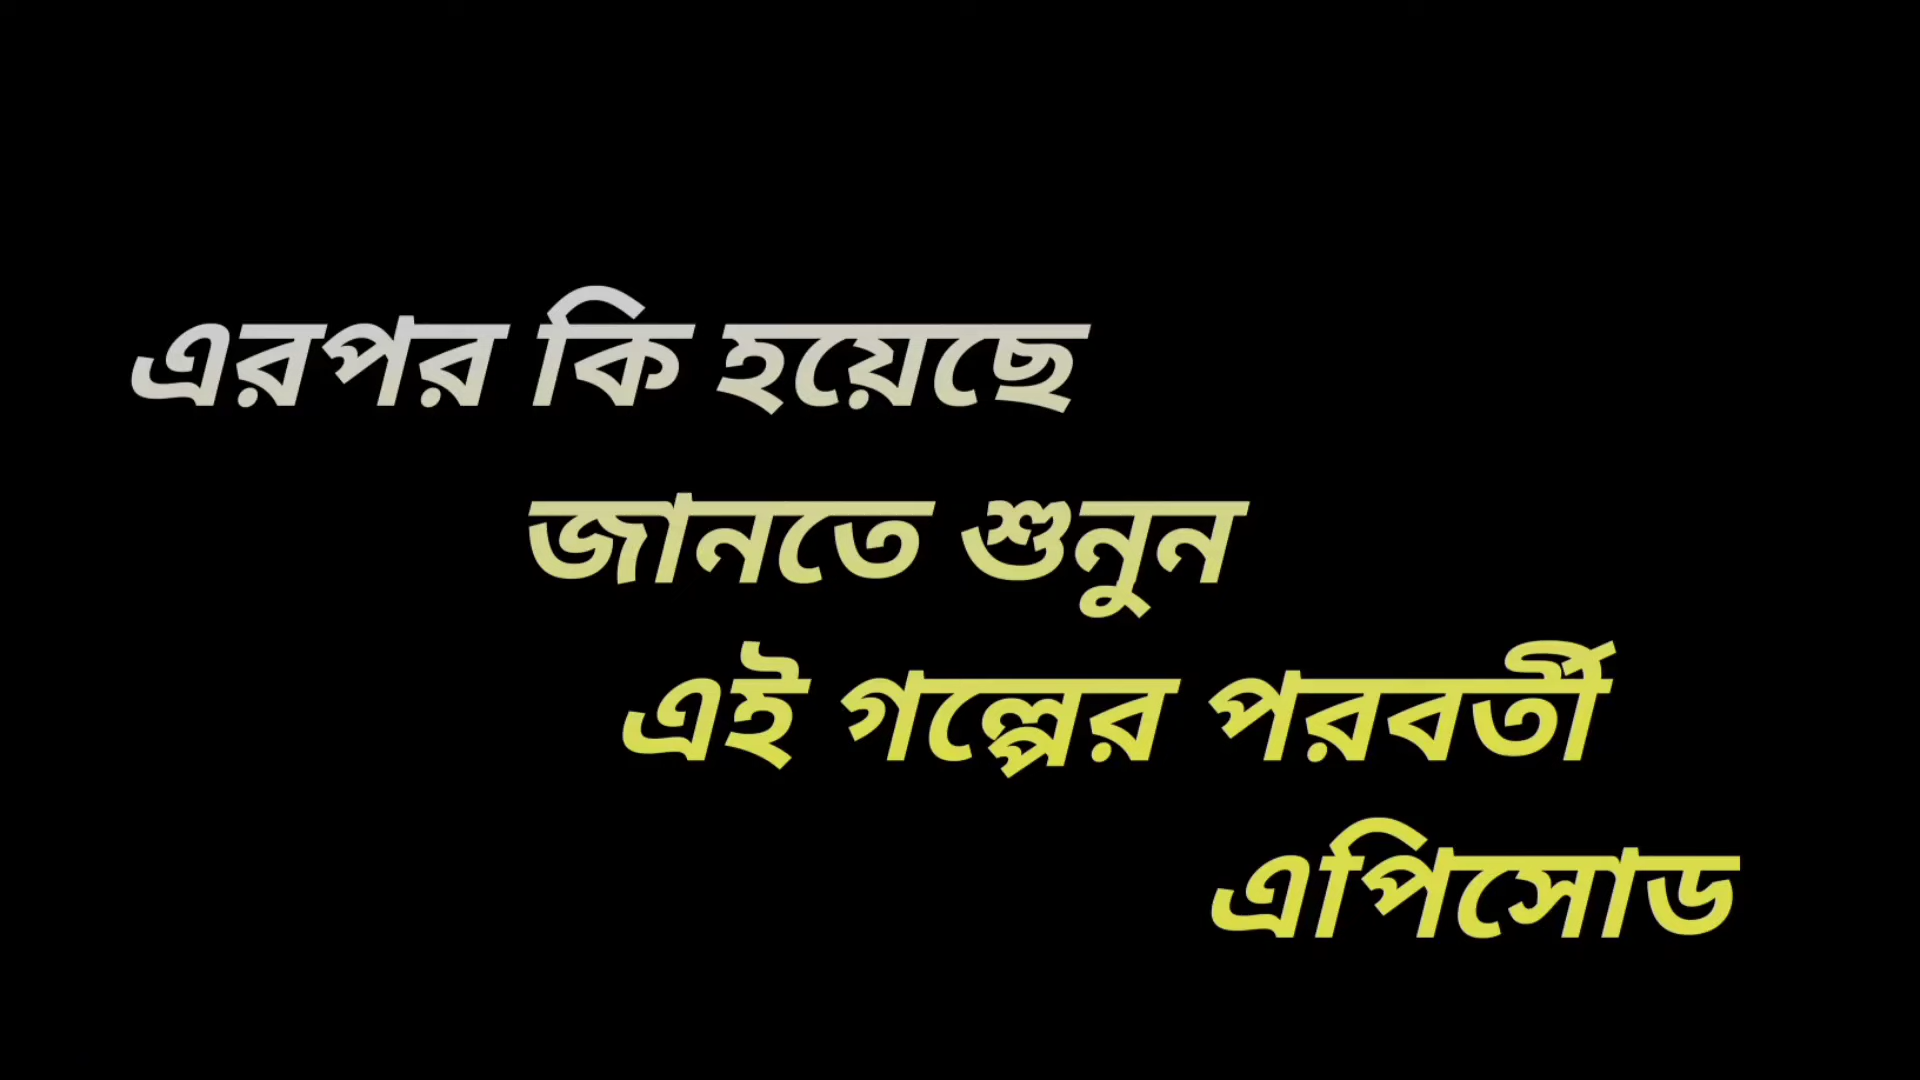 এরপর কি হয়েছে
জানতে শুনুন
এই গল্পের পরবর্তী
এপিসোড